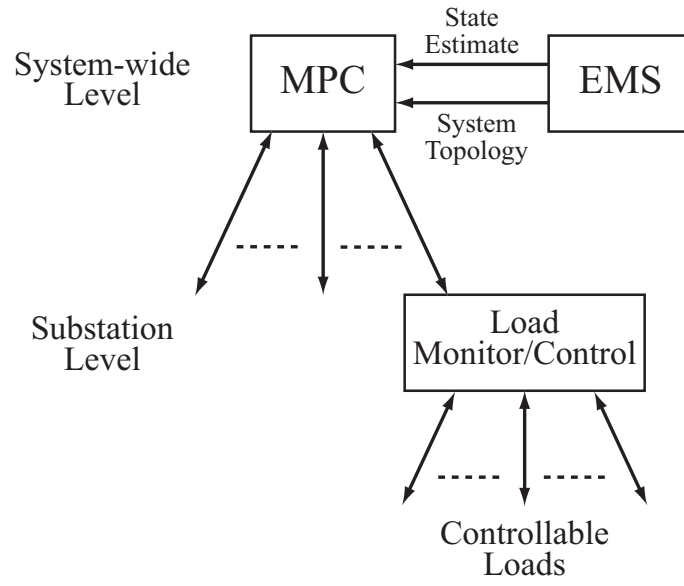 State
Estimate
System-wide
Level
MPC
EMS
System
Topology
Substation
Level
Load
Monitor/Control
Controllable
Loads